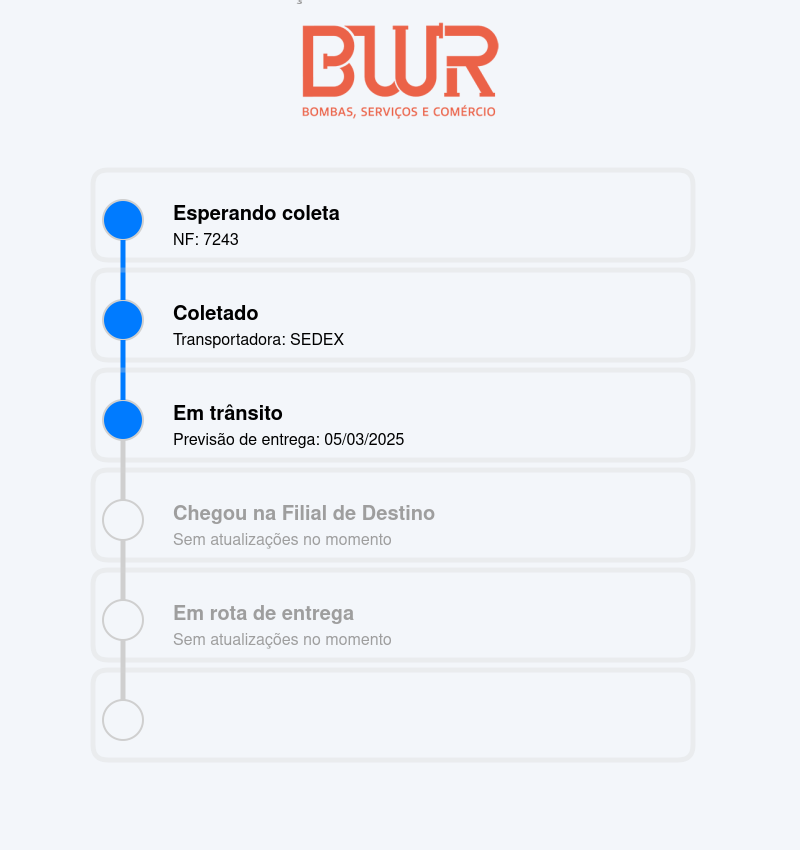 BWR
BOMBAS, SERVIÇOS E COMÉRCIO
Esperando coleta
NF: 7243
Coletado
Transportadora: SEDEX
Em trânsito
Previsão de entrega: 05/03/2025
Chegou na Filial de Destino
Sem atualizações no momento
Em rota de entrega
Sem atualizações no momento